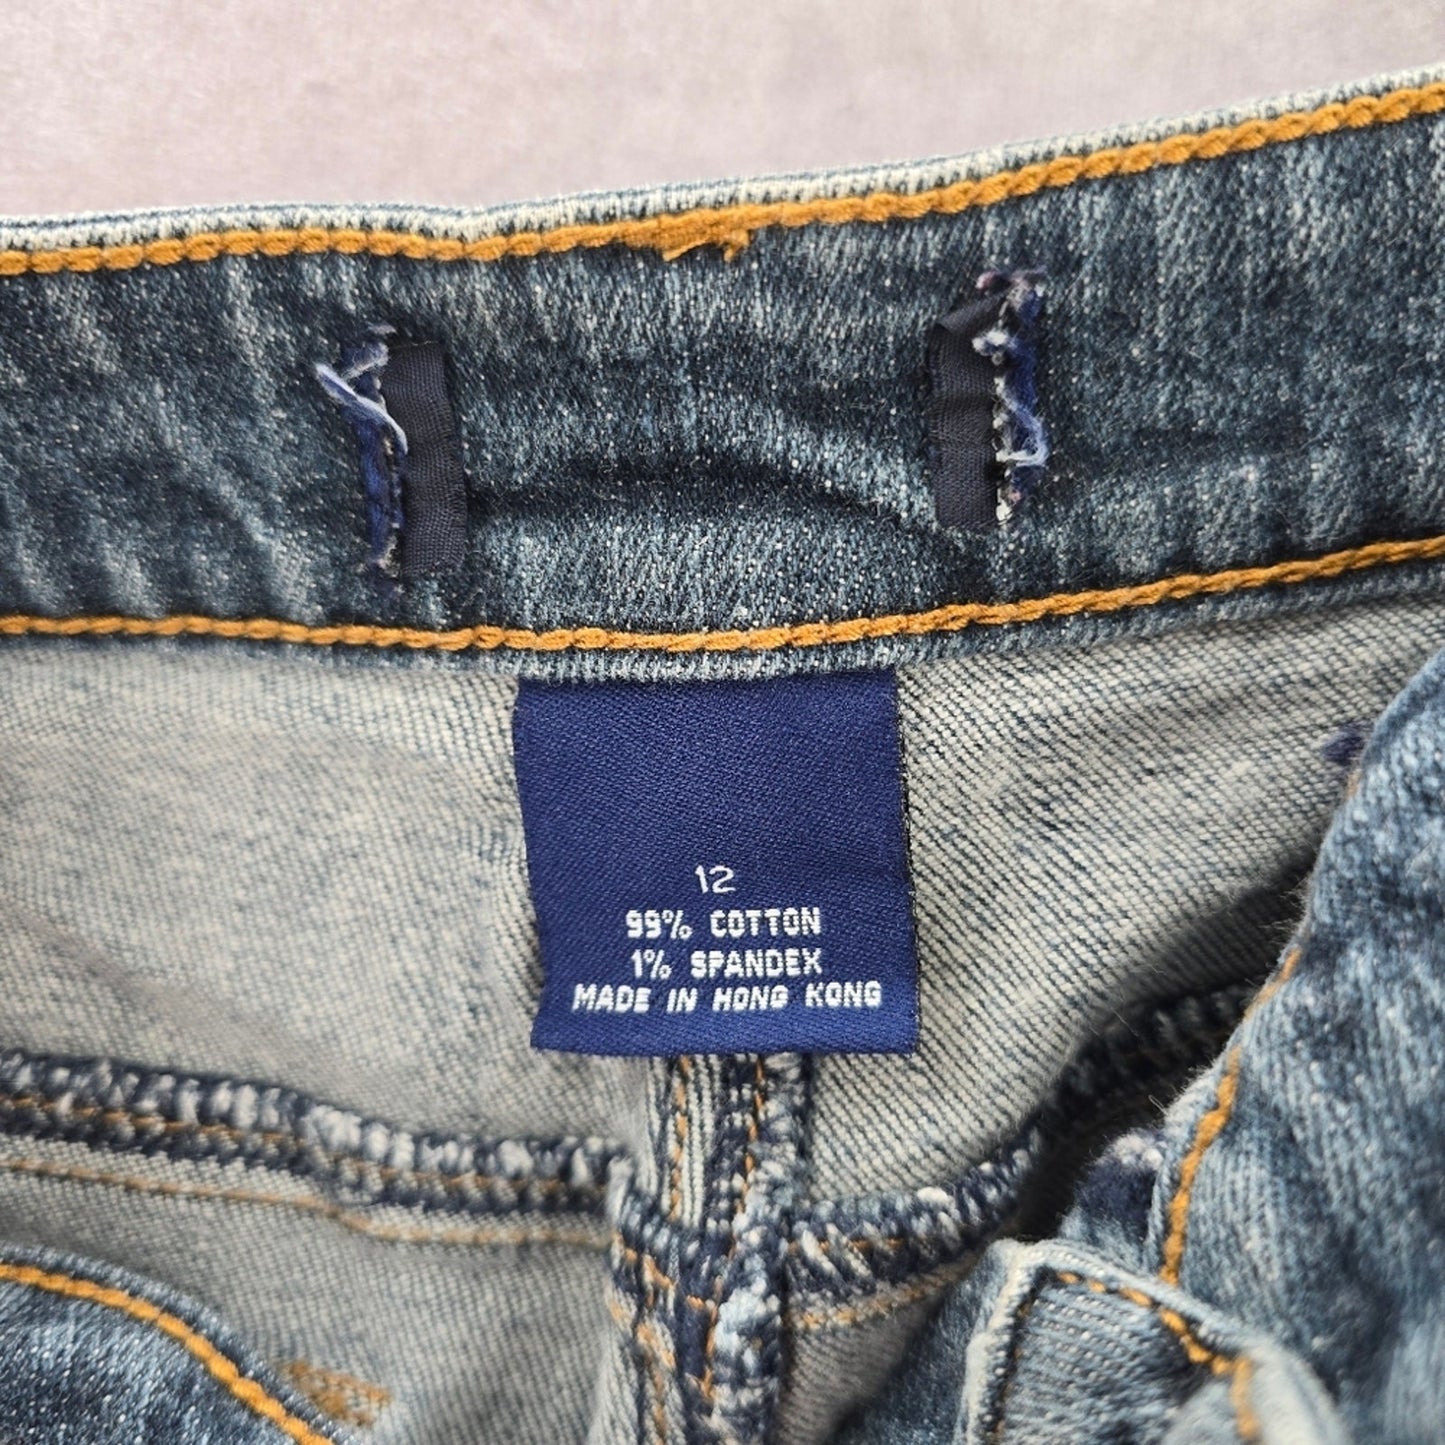 12
99% COTTON
1% SPANDEX
MADE IN HONG KONG